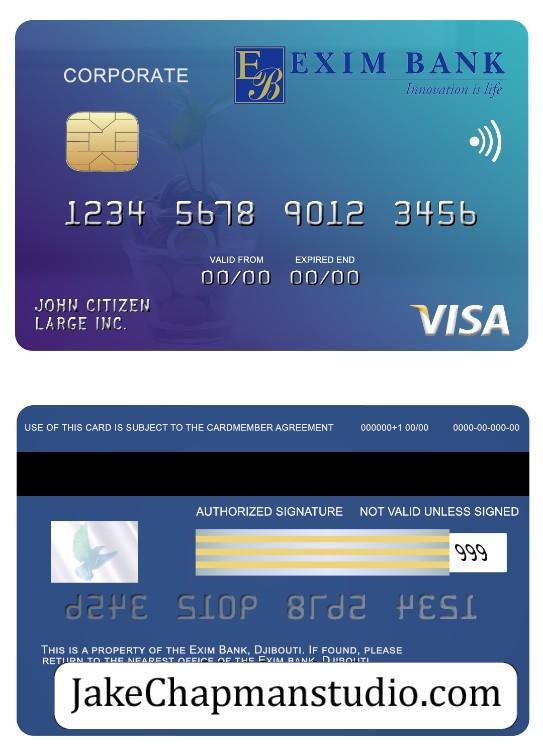 CORPORATE
EB EXIM BANK
Innovation is life
1234 5678 9012 3456
VALID FROM EXPIRED END
00/00 00/00
JOHN CITIZEN
LARGE INC.
VISA
USE OF THIS CARD IS SUBJECT TO THE CARDMEMBER AGREEMENT 000000+1 00/00 0000-00-000-00
AUTHORIZED SIGNATURE NOT VALID UNLESS SIGNED
999
THIS IS A PROPERTY OF THE EXIM BANK, DJIBOUTI. IF FOUND, PLEASE
RETURN TO THE NEAREST OFFICE OF THE EXIM BANK, DJIBOUTI
JakeChapmanstudio.com